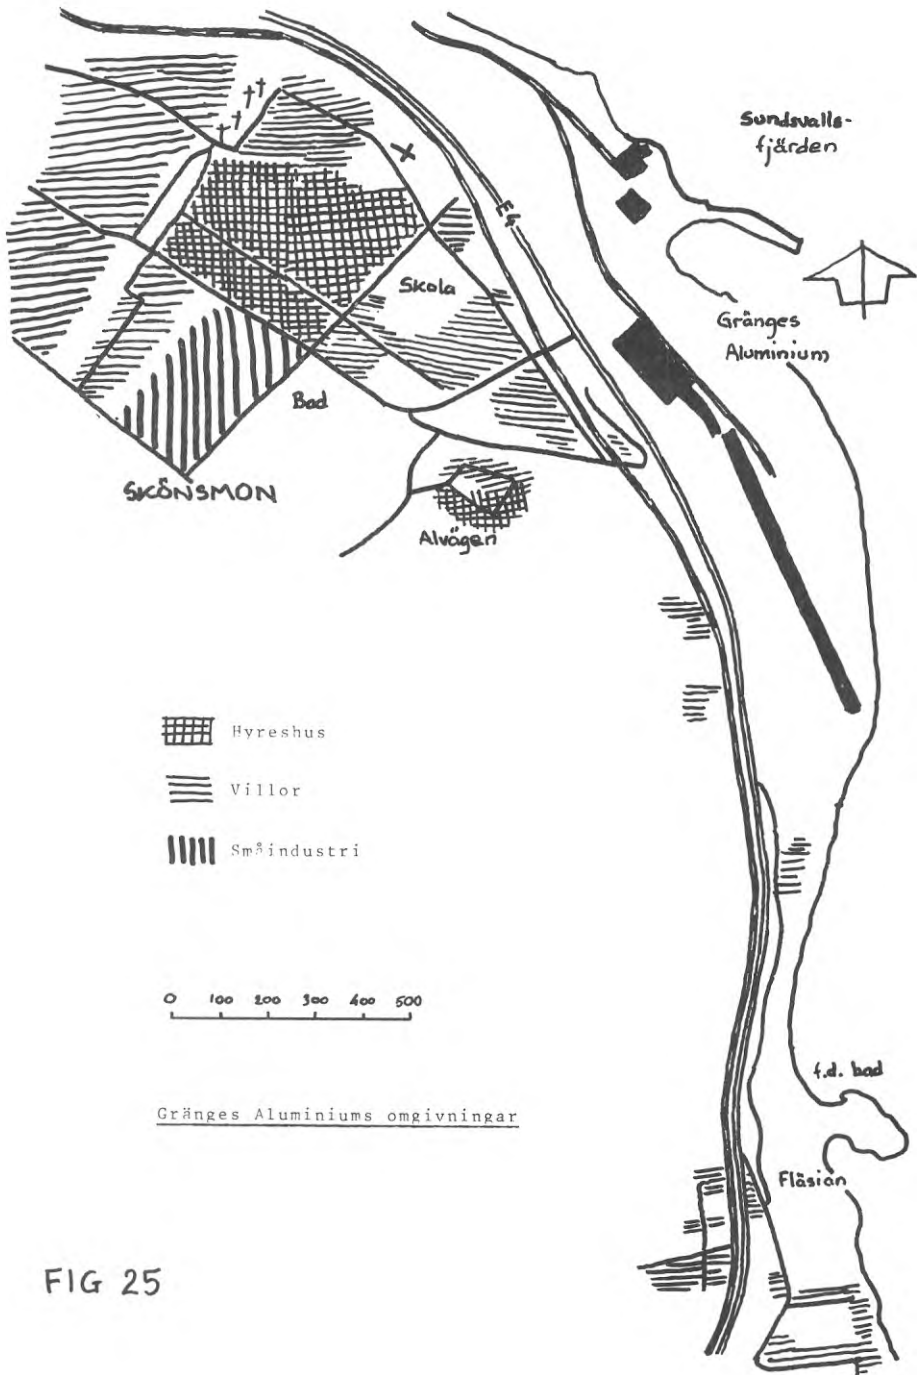 Sundsvalls-
fjärden
E4
Skola
Gränges
Aluminium
Bad
SKÖNSMON
Alvägen
Hyreshus
Villor
Småindustri
0 100 200 300 400 500
f.d. bad
Gränges Aluminiums omgivningar
Fläsian
FIG 25